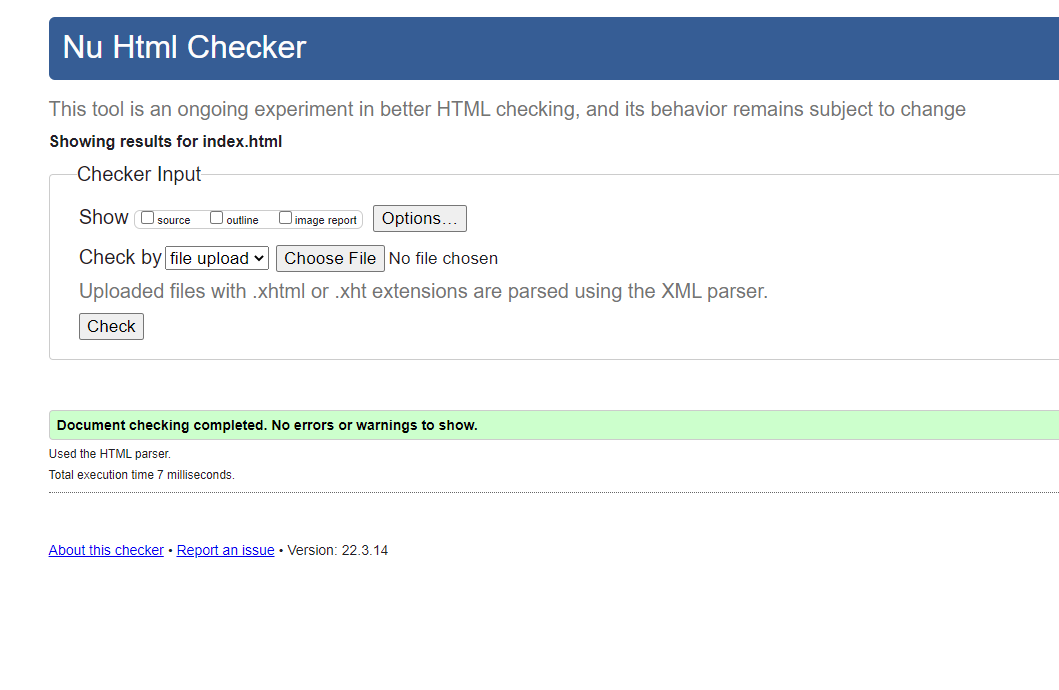 Nu Html Checker
This tool is an ongoing experiment in better HTML checking, and its behavior remains subject to change
Showing results for index.html
Checker Input
Show source outline image report Options…
Check by file upload Choose File No file chosen
Uploaded files with .xhtml or .xht extensions are parsed using the XML parser.
Check
Document checking completed. No errors or warnings to show.
Used the HTML parser.
Total execution time 7 milliseconds.
About this checker • Report an issue • Version: 22.3.14